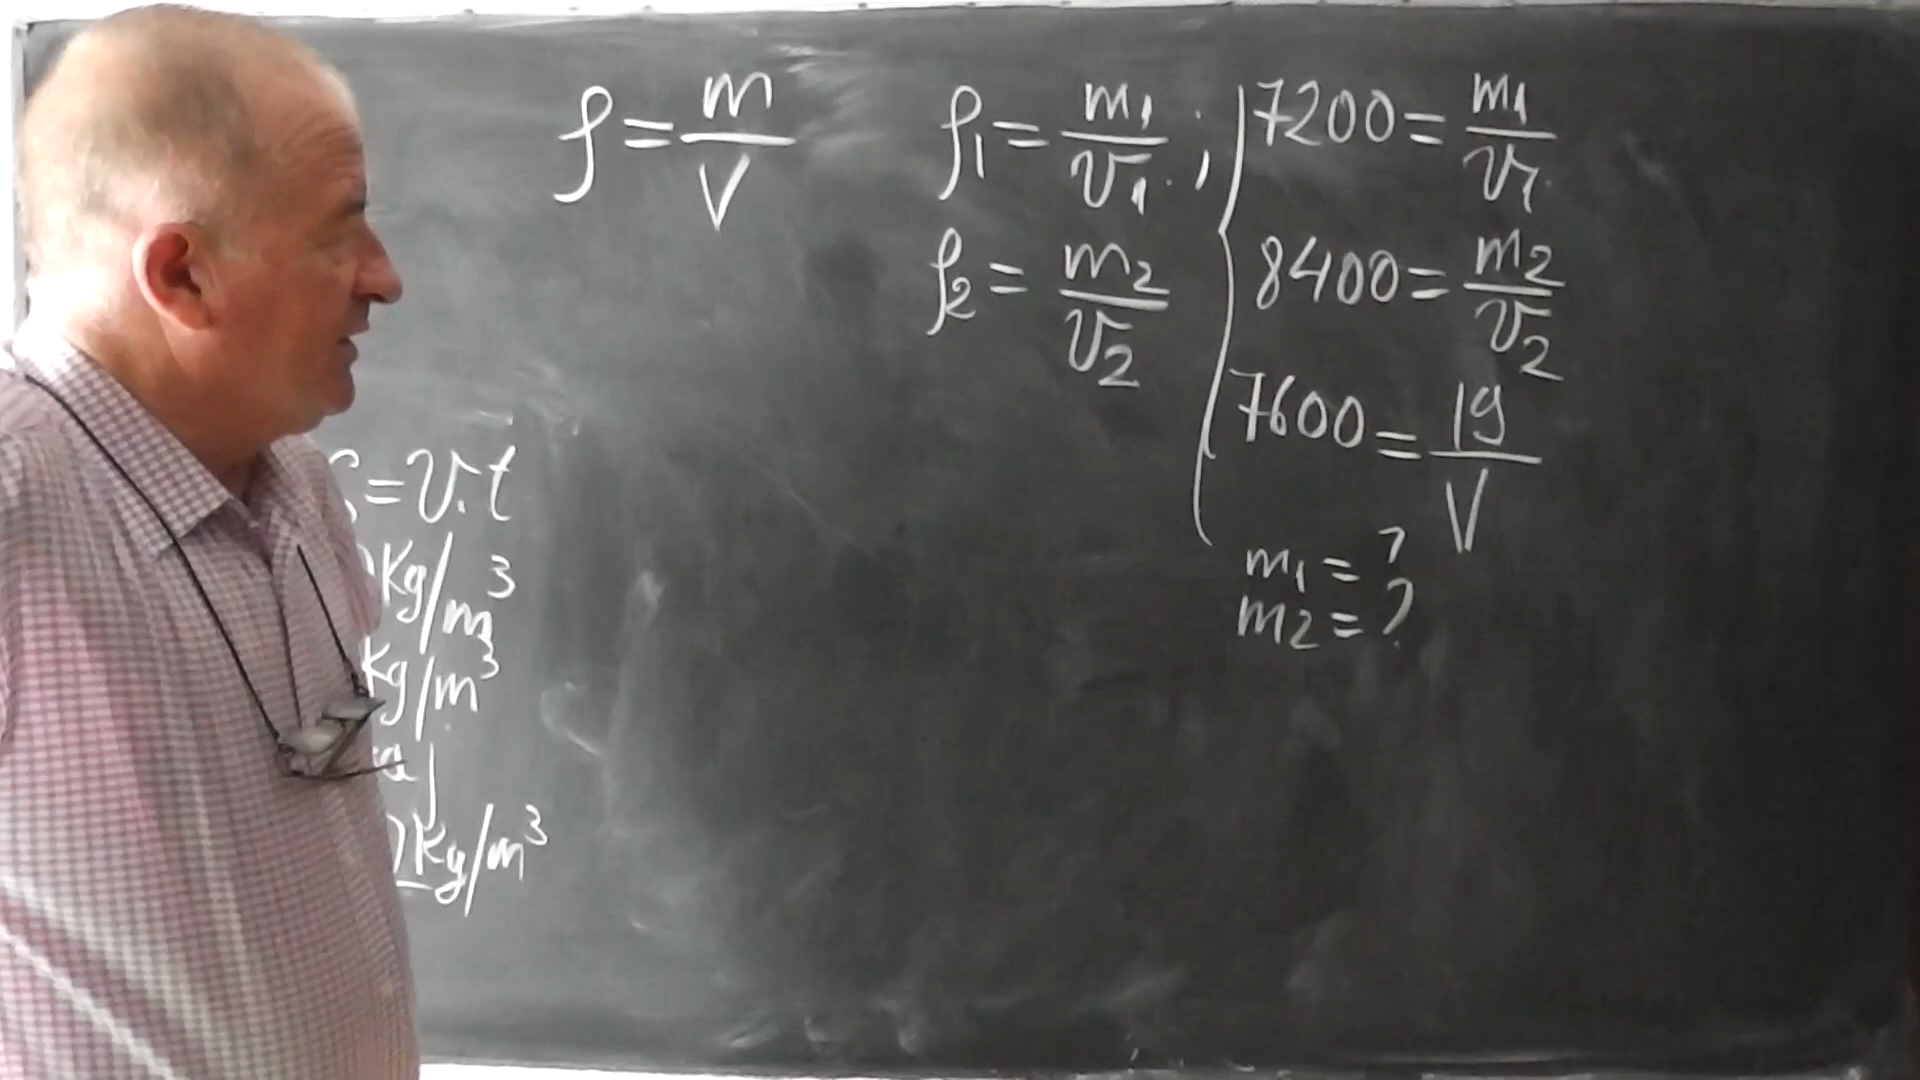 ρ = m/V
ρ1 = m1/V1 ;
ρ2 = m2/V2
7200 = m1/V1
8400 = m2/V2
7600 = 19/V
m1 = ?
m2 = ?
S = v·t
Kg/m³
Kg/m³
Kg/m³